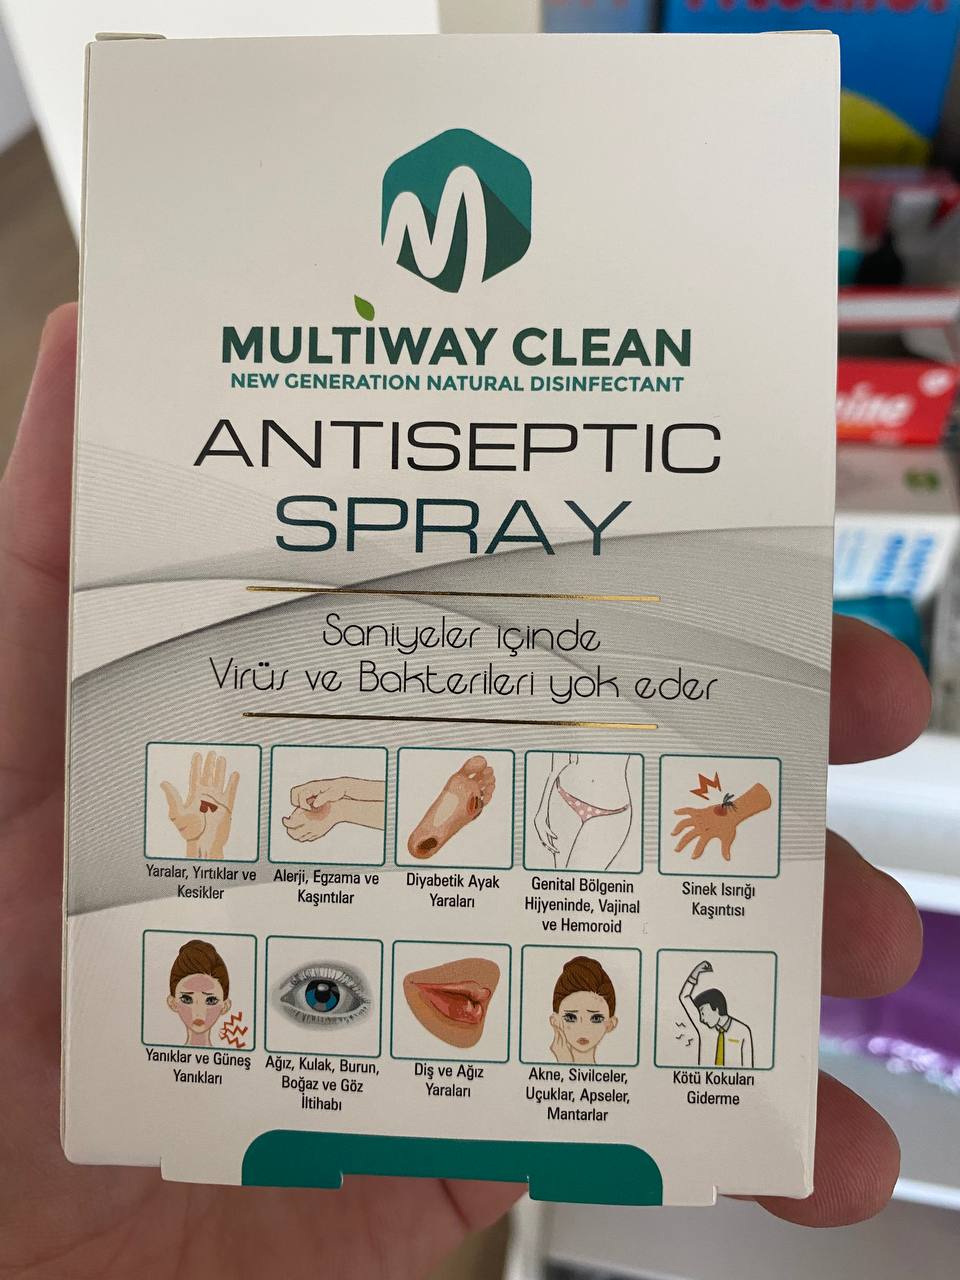 MULTİWAY CLEAN
NEW GENERATION NATURAL DISINFECTANT
ANTISEPTIC
SPRAY
Saniyeler içinde
Virüs ve Bakterileri yok eder
Yaralar, Yırtıklar ve
Kesikler
Alerji, Egzama ve
Kaşıntılar
Diyabetik Ayak
Yaraları
Genital Bölgenin
Hijyeninde, Vajinal
ve Hemoroid
Sinek Isırığı
Kaşıntısı
Yanıklar ve Güneş
Yanıkları
Ağız, Kulak, Burun,
Boğaz ve Göz
İltihabı
Diş ve Ağız
Yaraları
Akne, Sivilceler,
Uçuklar, Apseler,
Mantarlar
Kötü Kokuları
Giderme